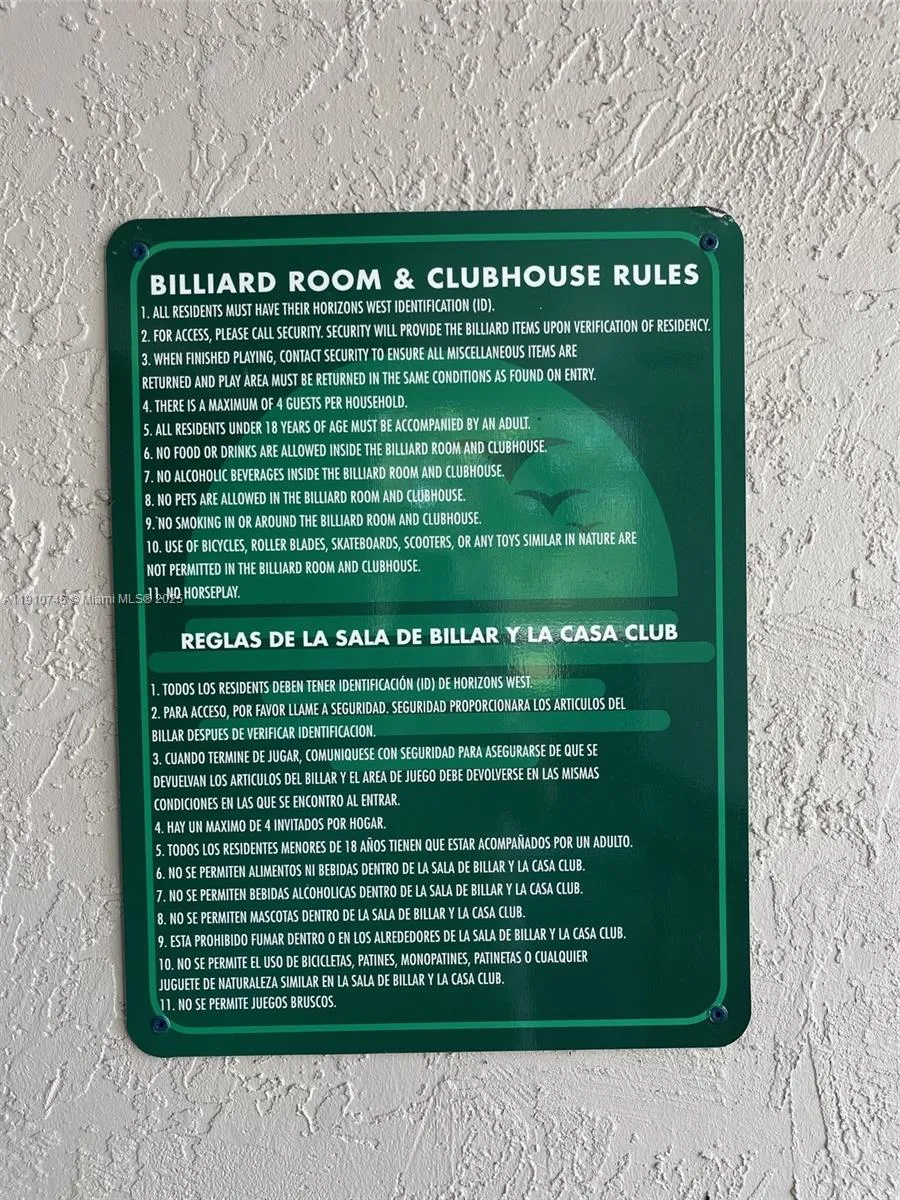 BILLIARD ROOM & CLUBHOUSE RULES
1. ALL RESIDENTS MUST HAVE THEIR HORIZONS WEST IDENTIFICATION (ID).
2. FOR ACCESS, PLEASE CALL SECURITY. SECURITY WILL PROVIDE THE BILLIARD ITEMS UPON VERIFICATION OF RESIDENCY.
3. WHEN FINISHED PLAYING, CONTACT SECURITY TO ENSURE ALL MISCELLANEOUS ITEMS ARE
RETURNED AND PLAY AREA MUST BE RETURNED IN THE SAME CONDITIONS AS FOUND ON ENTRY.
4. THERE IS A MAXIMUM OF 4 GUESTS PER HOUSEHOLD.
5. ALL RESIDENTS UNDER 18 YEARS OF AGE MUST BE ACCOMPANIED BY AN ADULT.
6. NO FOOD OR DRINKS ARE ALLOWED INSIDE THE BILLIARD ROOM AND CLUBHOUSE.
7. NO ALCOHOLIC BEVERAGES INSIDE THE BILLIARD ROOM AND CLUBHOUSE.
8. NO PETS ARE ALLOWED IN THE BILLIARD ROOM AND CLUBHOUSE.
9. NO SMOKING IN OR AROUND THE BILLIARD ROOM AND CLUBHOUSE.
10. USE OF BICYCLES, ROLLER BLADES, SKATEBOARDS, SCOOTERS, OR ANY TOYS SIMILAR IN NATURE ARE
NOT PERMITTED IN THE BILLIARD ROOM AND CLUBHOUSE.
11. NO HORSEPLAY.
A11910745 © Miami MLS® 2025
REGLAS DE LA SALA DE BILLAR Y LA CASA CLUB
1. TODOS LOS RESIDENTS DEBEN TENER IDENTIFICACIÓN (ID) DE HORIZONS WEST.
2. PARA ACCESO, POR FAVOR LLAME A SEGURIDAD. SEGURIDAD PROPORCIONARA LOS ARTICULOS DEL
BILLAR DESPUES DE VERIFICAR IDENTIFICACION.
3. CUANDO TERMINE DE JUGAR, COMUNIQUESE CON SEGURIDAD PARA ASEGURARSE DE QUE SE
DEVUELVAN LOS ARTICULOS DEL BILLAR Y EL AREA DE JUEGO DEBE DEVOLVERSE EN LAS MISMAS
CONDICIONES EN LAS QUE SE ENCONTRO AL ENTRAR.
4. HAY UN MAXIMO DE 4 INVITADOS POR HOGAR.
5. TODOS LOS RESIDENTES MENORES DE 18 AÑOS TIENEN QUE ESTAR ACOMPAÑADOS POR UN ADULTO.
6. NO SE PERMITEN ALIMENTOS NI BEBIDAS DENTRO DE LA SALA DE BILLAR Y LA CASA CLUB.
7. NO SE PERMITEN BEBIDAS ALCOHOLICAS DENTRO DE LA SALA DE BILLAR Y LA CASA CLUB.
8. NO SE PERMITEN MASCOTAS DENTRO DE LA SALA DE BILLAR Y LA CASA CLUB.
9. ESTA PROHIBIDO FUMAR DENTRO O EN LOS ALREDEDORES DE LA SALA DE BILLAR Y LA CASA CLUB.
10. NO SE PERMITE EL USO DE BICICLETAS, PATINES, MONOPATINES, PATINETAS O CUALQUIER
JUGUETE DE NATURALEZA SIMILAR EN LA SALA DE BILLAR Y LA CASA CLUB.
11. NO SE PERMITE JUEGOS BRUSCOS.